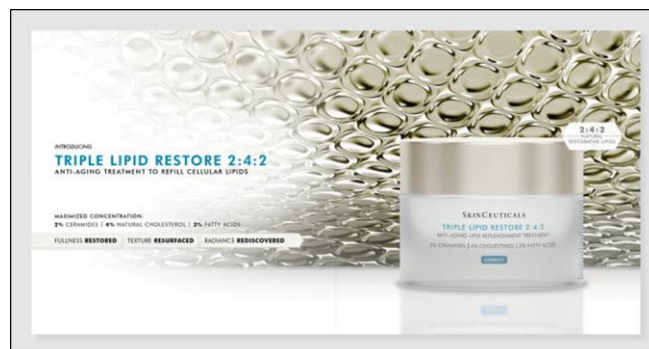 INTRODUCING
TRIPLE LIPID RESTORE 2:4:2
ANTI-AGING TREATMENT TO REFILL CELLULAR LIPIDS
MAXIMIZED CONCENTRATION:
2% CERAMIDES | 4% NATURAL CHOLESTEROL | 2% FATTY ACIDS
FULLNESS RESTORED TEXTURE RESURFACED RADIANCE REDISCOVERED
2:4:2
NATURAL
RESTORATIVE LIPIDS
SKINCEUTICALS
TRIPLE LIPID RESTORE 2:4:2
ANTI-AGING LIPID REPLENISHMENT TREATMENT
2% CERAMIDES | 4% CHOLESTEROL | 2% FATTY ACIDS
CORRECT